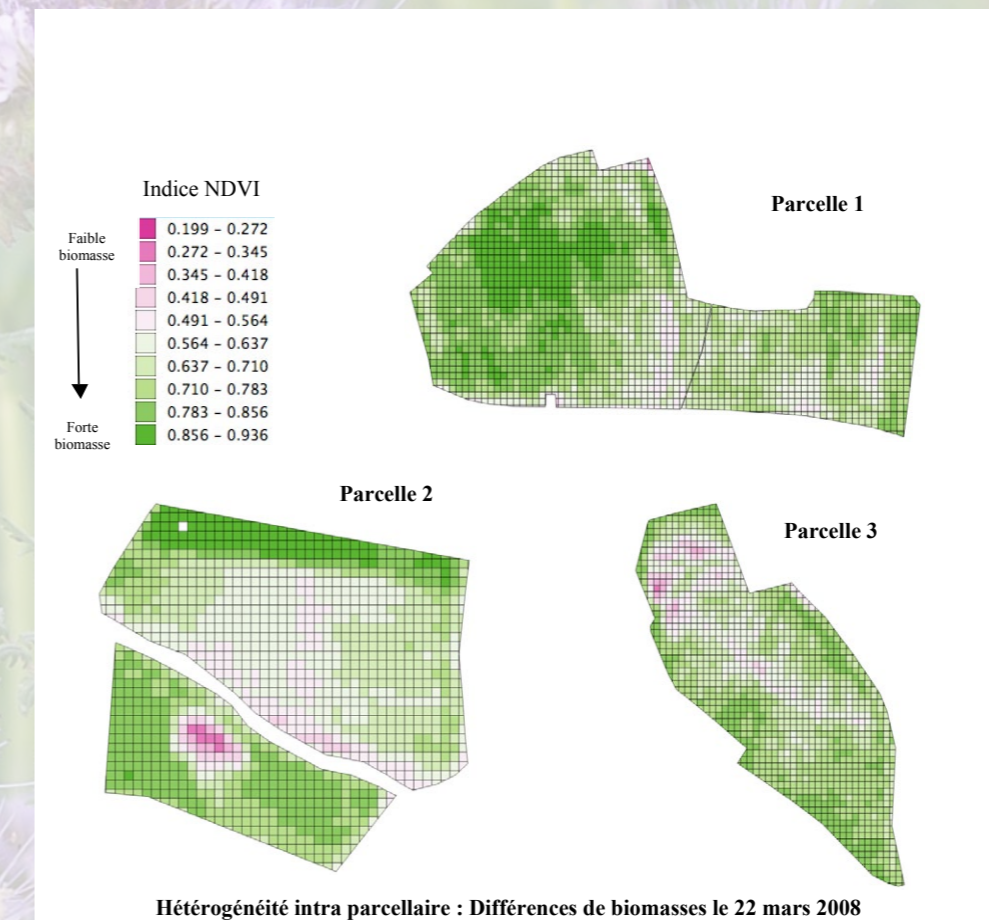 Indice NDVI
Faible
biomasse
Forte
biomasse
0.199 – 0.272
0.272 – 0.345
0.345 – 0.418
0.418 – 0.491
0.491 – 0.564
0.564 – 0.637
0.637 – 0.710
0.710 – 0.783
0.783 – 0.856
0.856 – 0.936
Parcelle 1
Parcelle 2
Parcelle 3
Hétérogénéité intra parcellaire : Différences de biomasses le 22 mars 2008